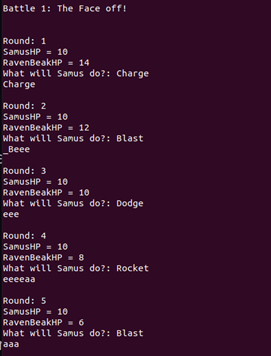 Battle 1: The Face off!
Round: 1
SamusHP = 10
RavenBeakHP = 14
What will Samus do?: Charge
Charge
Round: 2
SamusHP = 10
RavenBeakHP = 12
What will Samus do?: Blast
_Beee
Round: 3
SamusHP = 10
RavenBeakHP = 10
What will Samus do?: Dodge
eee
Round: 4
SamusHP = 10
RavenBeakHP = 8
What will Samus do?: Rocket
eeeeaa
Round: 5
SamusHP = 10
RavenBeakHP = 6
What will Samus do?: Blast
aaa